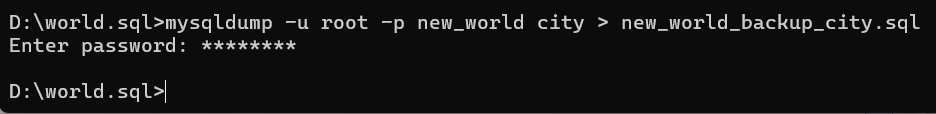 D:\world.sql>mysqldump -u root -p new_world city > new_world_backup_city.sql
Enter password: ********
D:\world.sql>